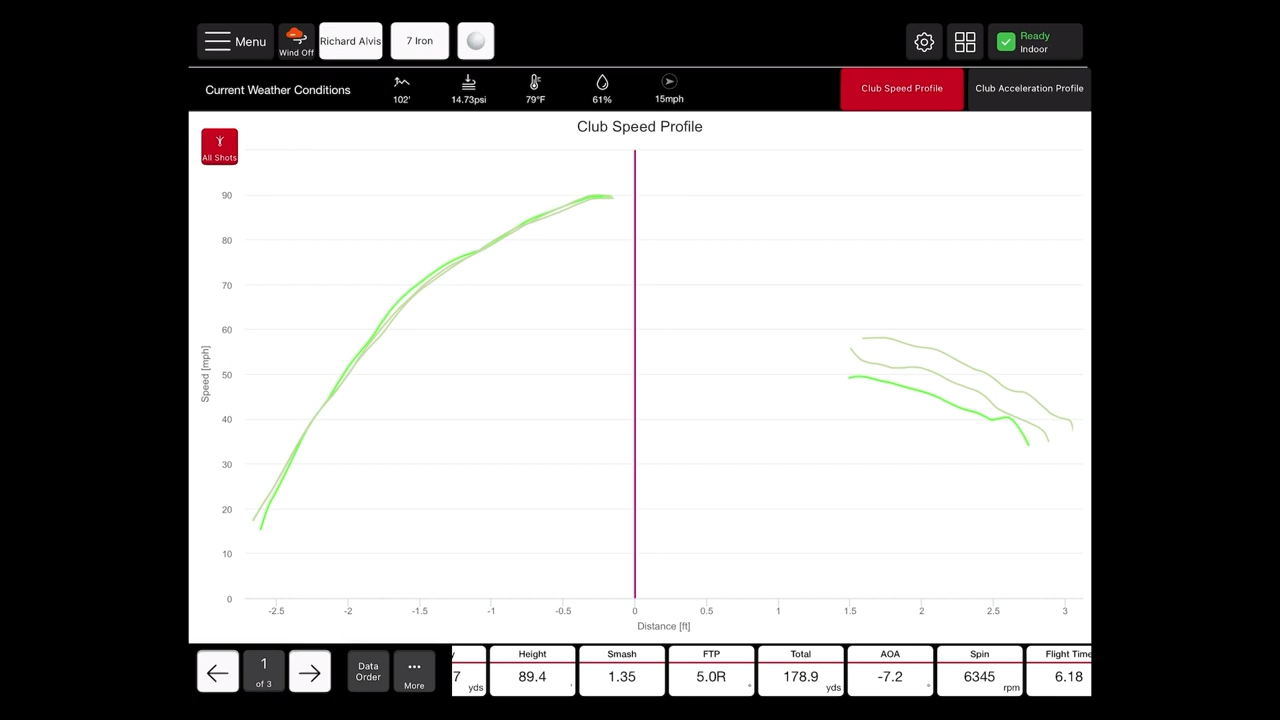 Menu
Wind Off
Richard Alvis
7 Iron
Ready
Indoor
Current Weather Conditions
102'
14.73psi
79°F
61%
15mph
Club Speed Profile
Club Acceleration Profile
Club Speed Profile
All Shots
90
80
70
60
50
40
30
20
10
0
Speed [mph]
-2.5 -2 -1.5 -1 -0.5 0 0.5 1 1.5 2 2.5 3
Distance [ft]
1
of 3
Data
Order
...
More
y
7
yds
Height
89.4 '
Smash
1.35
FTP
5.0R °
Total
178.9
yds
AOA
-7.2 °
Spin
6345
rpm
Flight Time
6.18